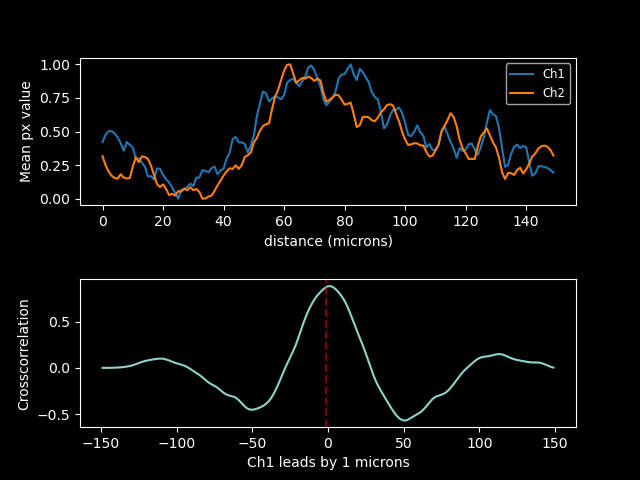 1.00
0.75
0.50
0.25
0.00
Mean px value
Ch1
Ch2
0 20 40 60 80 100 120 140
distance (microns)
0.5
0.0
−0.5
Crosscorrelation
−150 −100 −50 0 50 100 150
Ch1 leads by 1 microns